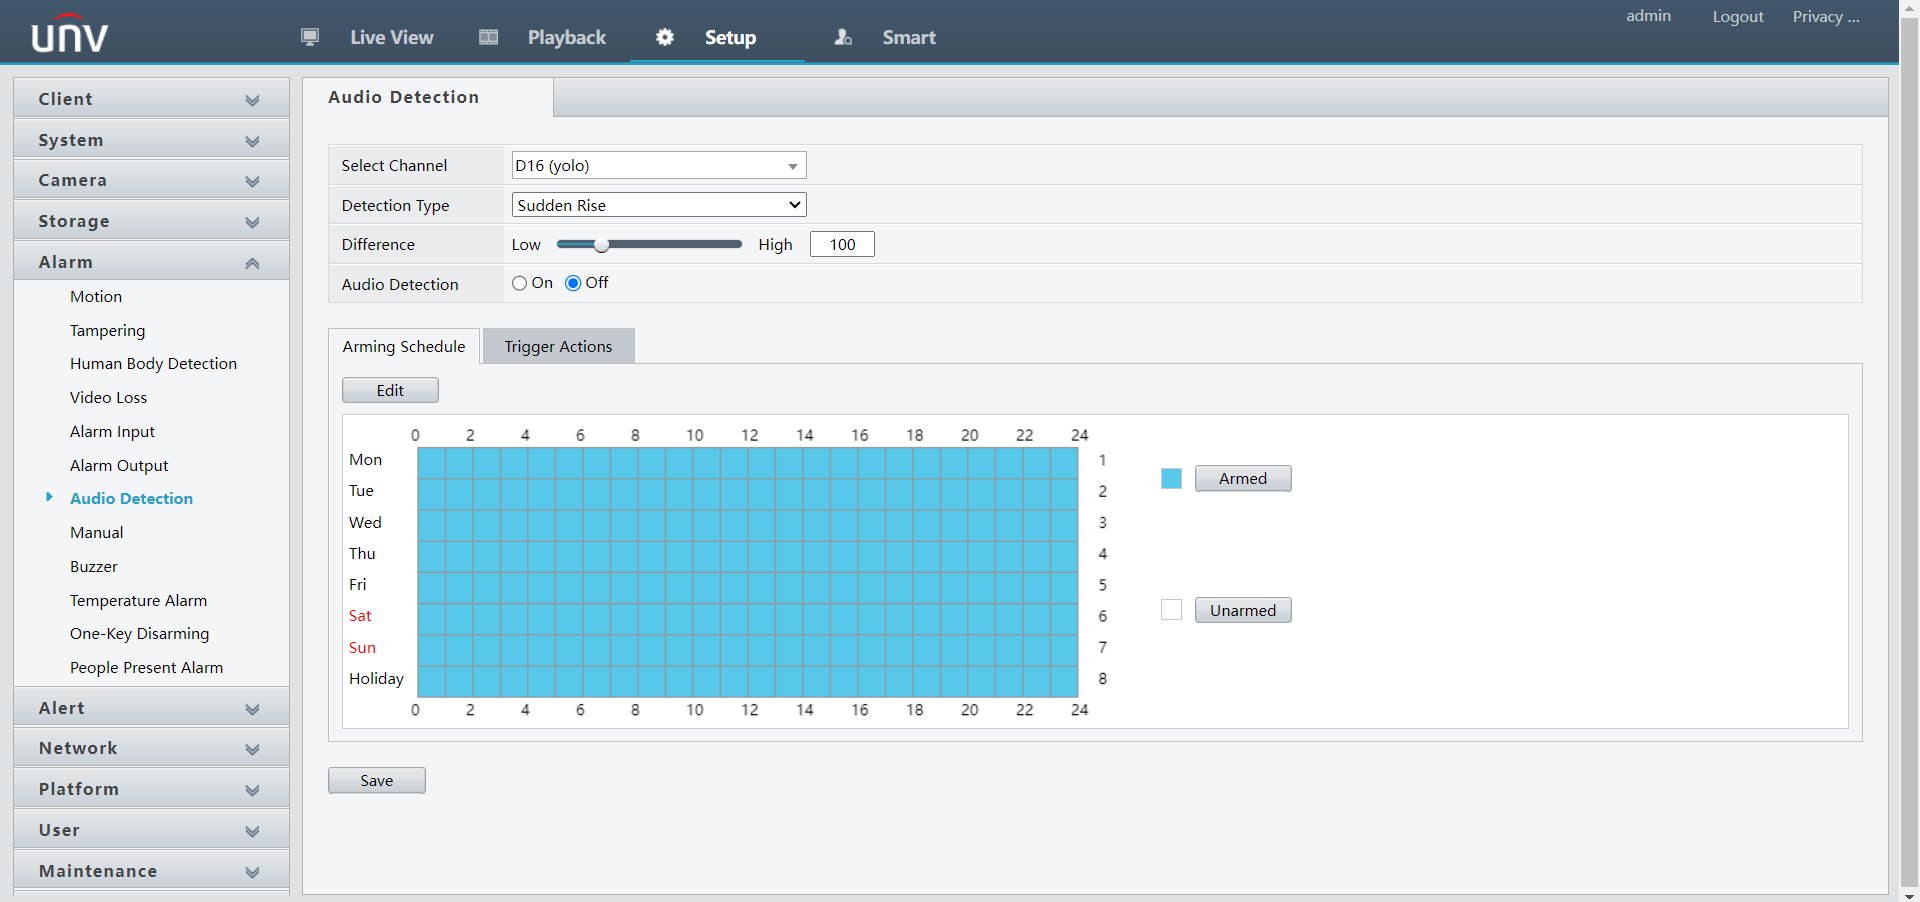 unv
Live View
Playback
Setup
Smart
admin
Logout
Privacy ...
Client
System
Camera
Storage
Alarm
Motion
Tampering
Human Body Detection
Video Loss
Alarm Input
Alarm Output
Audio Detection
Manual
Buzzer
Temperature Alarm
One-Key Disarming
People Present Alarm
Alert
Network
Platform
User
Maintenance
Audio Detection
Select Channel D16 (yolo)
Detection Type Sudden Rise
Difference Low High 100
Audio Detection On Off
Arming Schedule Trigger Actions
Edit
0 2 4 6 8 10 12 14 16 18 20 22 24
Mon 1
Tue 2
Wed 3
Thu 4
Fri 5
Sat 6
Sun 7
Holiday 8
0 2 4 6 8 10 12 14 16 18 20 22 24
Armed
Unarmed
Save